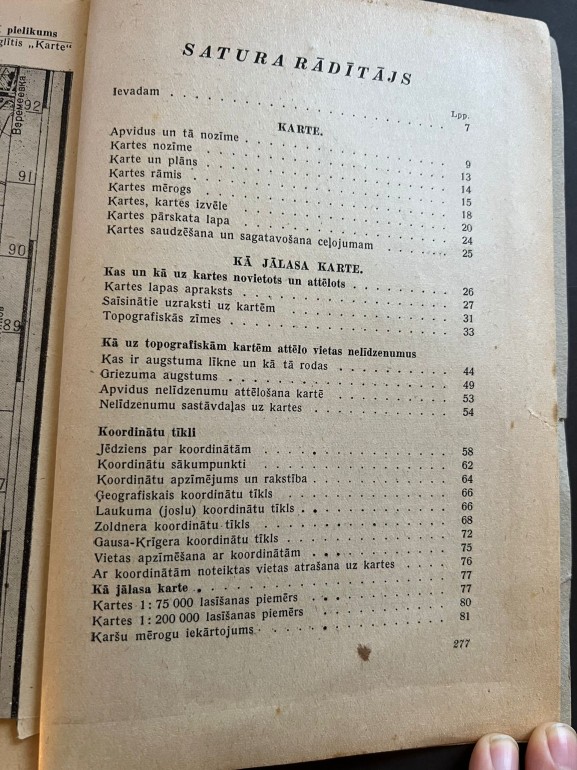 pielikums
„Karte"
92
Веремеевка
91
90
89
SATURA RĀDĪTĀJS
Lpp.
Ievadam . . . . . . . . . . 7
KARTE.
Apvidus un tā nozīme . . . . . . . . . . 9
Kartes nozīme . . . . . . . . . . 13
Karte un plāns . . . . . . . . . . 14
Kartes rāmis . . . . . . . . . . 15
Kartes mērogs . . . . . . . . . . 18
Kartes, kartes izvēle . . . . . . . . . . 20
Kartes pārskata lapa . . . . . . . . . . 24
Kartes saudzēšana un sagatavošana ceļojumam . . . . . 25
KĀ JĀLASA KARTE.
Kas un kā uz kartes novietots un attēlots . . . . . . . 26
Kartes lapas apraksts . . . . . . . . . . 27
Saīsinātie uzraksti uz kartēm . . . . . . . . . . 31
Topografiskās zīmes . . . . . . . . . . 33
Kā uz topografiskām kartēm attēlo vietas nelīdzenumus
Kas ir augstuma līkne un kā tā rodas . . . . . . . . 44
Griezuma augstums . . . . . . . . . . 49
Apvidus nelīdzenumu attēlošana kartē . . . . . . . . 53
Nelīdzenumu sastāvdaļas uz kartes . . . . . . . . 54
Koordinātu tīkli
Jēdziens par koordinātām . . . . . . . . . . 58
Koordinātu sākumpunkti . . . . . . . . . . 62
Koordinātu apzīmējums un rakstība . . . . . . . . 64
Ģeografiskais koordinātu tīkls . . . . . . . . . . 66
Laukuma (joslu) koordinātu tīkls . . . . . . . . . 66
Zoldnera koordinātu tīkls . . . . . . . . . . 68
Gausa-Ķrīgera koordinātu tīkls . . . . . . . . . . 72
Vietas apzīmēšana ar koordinātām . . . . . . . . 75
Ar koordinātām noteiktas vietas atrašana uz kartes . . . . 76
Kā jālasa karte . . . . . . . . . . 77
Kartes 1 : 75 000 lasīšanas piemērs . . . . . . . . 77
Kartes 1 : 200 000 lasīšanas piemērs . . . . . . . . 80
Karšu mērogu iekārtojums . . . . . . . . . . 81
277